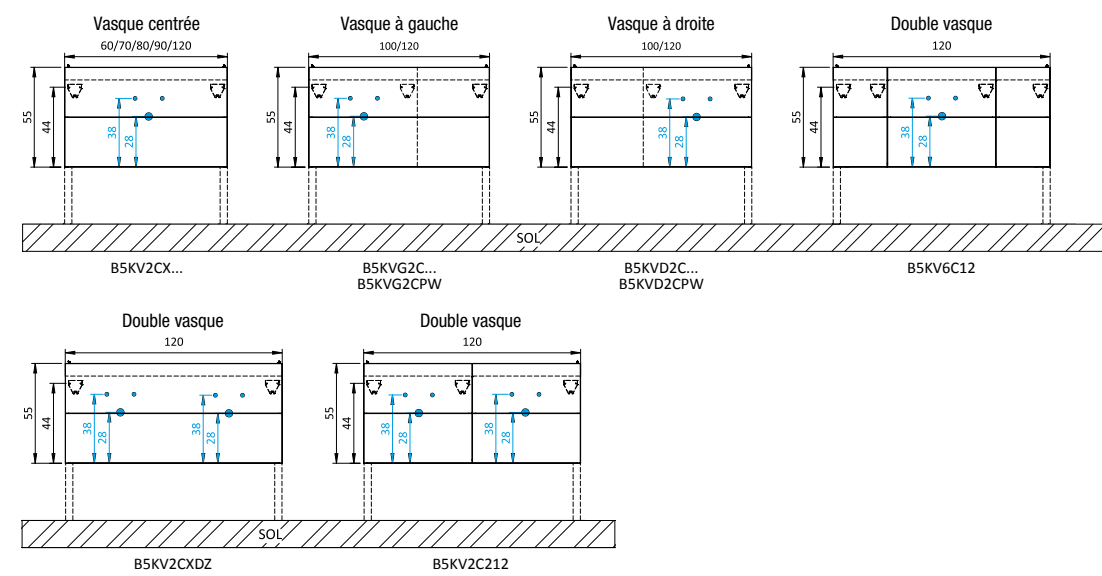 Vasque centrée
60/70/80/90/120
55
44
38
28
B5KV2CX...
Vasque à gauche
100/120
55
44
38
28
B5KVG2C...
B5KVG2CPW
Vasque à droite
100/120
55
44
38
28
B5KVD2C...
B5KVD2CPW
Double vasque
120
55
44
38
28
B5KV6C12
SOL
Double vasque
120
55
44
38
28
38
28
B5KV2CXDZ
Double vasque
120
55
44
38
28
38
28
B5KV2C212
SOL